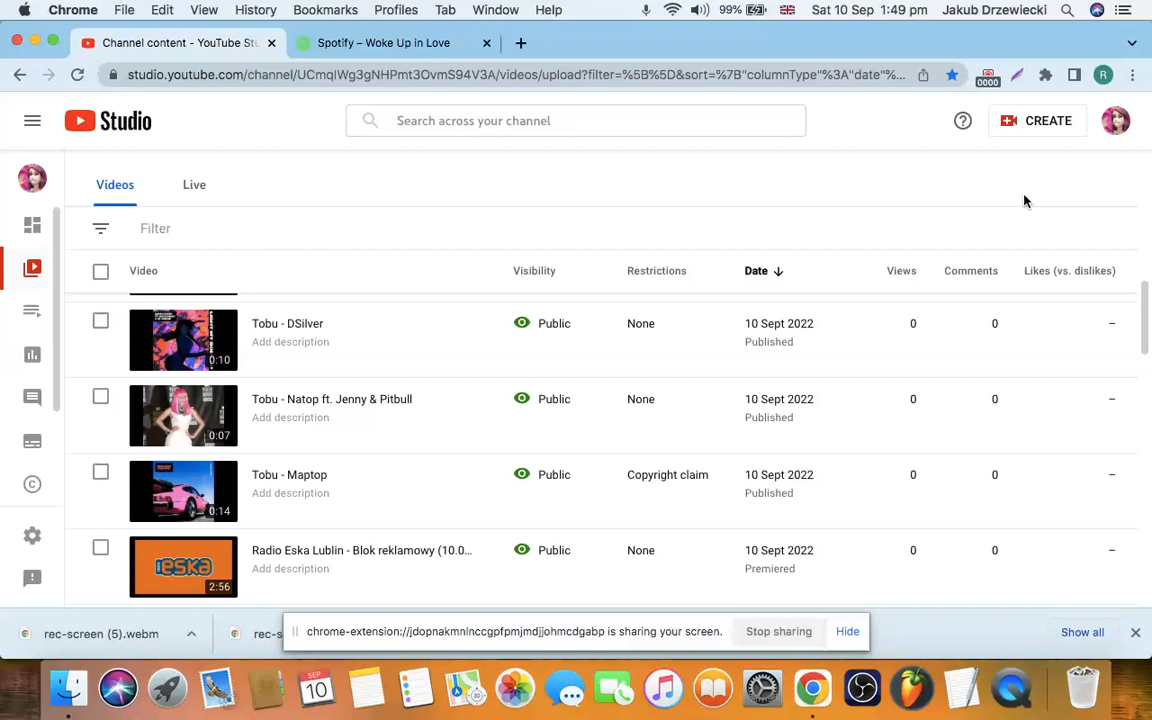 Chrome File Edit View History Bookmarks Profiles Tab Window Help 99% Sat 10 Sep 1:49 pm Jakub Drzewiecki
Channel content - YouTube Stu Spotify – Woke Up in Love
studio.youtube.com/channel/UCmqIWg3gNHPmt3OvmS94V3A/videos/upload?filter=%5B%5D&sort=%7B"columnType"%3A"date"%... 0000 R
Studio Search across your channel CREATE
Videos Live
Filter
Video Visibility Restrictions Date Views Comments Likes (vs. dislikes)
Tobu - DSilver Public None 10 Sept 2022 0 0 –
Add description Published
0:10
Tobu - Natop ft. Jenny & Pitbull Public None 10 Sept 2022 0 0 –
Add description Published
0:07
Tobu - Maptop Public Copyright claim 10 Sept 2022 0 0 –
Add description Published
0:14
Radio Eska Lublin - Blok reklamowy (10.0... Public None 10 Sept 2022 0 0 –
Add description Premiered
eska
2:56
rec-screen (5).webm rec-s chrome-extension://jdopnakmnlnccgpfpmjmdjjohmcdgabp is sharing your screen. Stop sharing Hide Show all
SEP
10